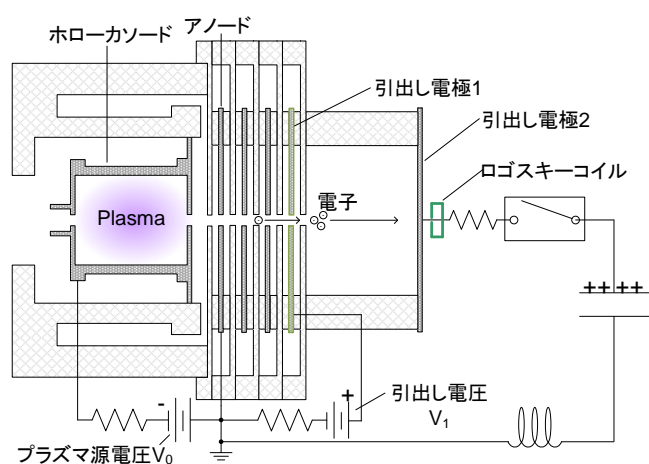 アノード
ホローカソード
引出し電極1
引出し電極2
ロゴスキーコイル
Plasma
電子
-
-
-
++ ++
-
+
引出し電圧
V1
プラズマ源電圧V0